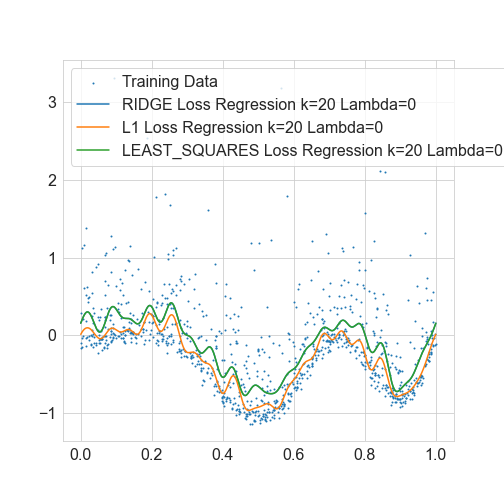 Training Data
RIDGE Loss Regression k=20 Lambda=0
L1 Loss Regression k=20 Lambda=0
LEAST_SQUARES Loss Regression k=20 Lambda=0
3
2
1
0
−1
0.0 0.2 0.4 0.6 0.8 1.0